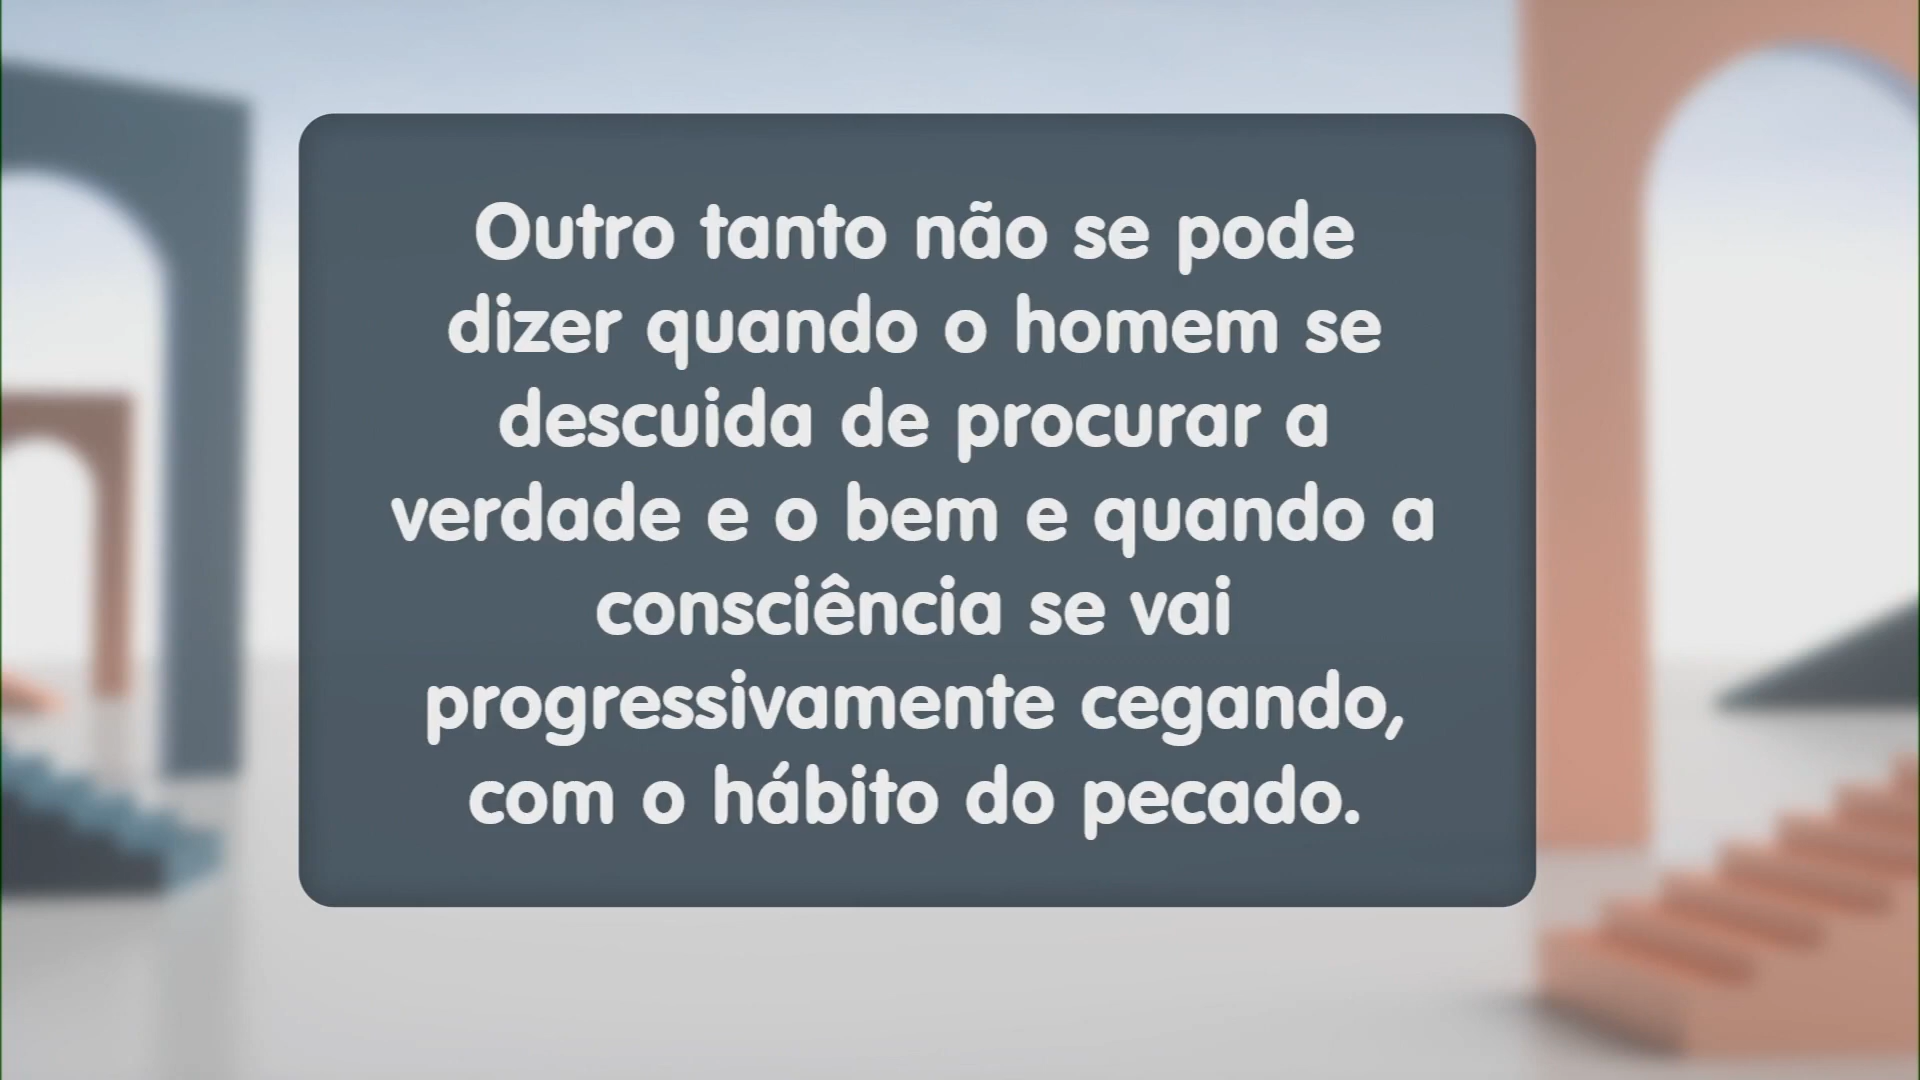 Outro tanto não se pode
dizer quando o homem se
descuida de procurar a
verdade e o bem e quando a
consciência se vai
progressivamente cegando,
com o hábito do pecado.